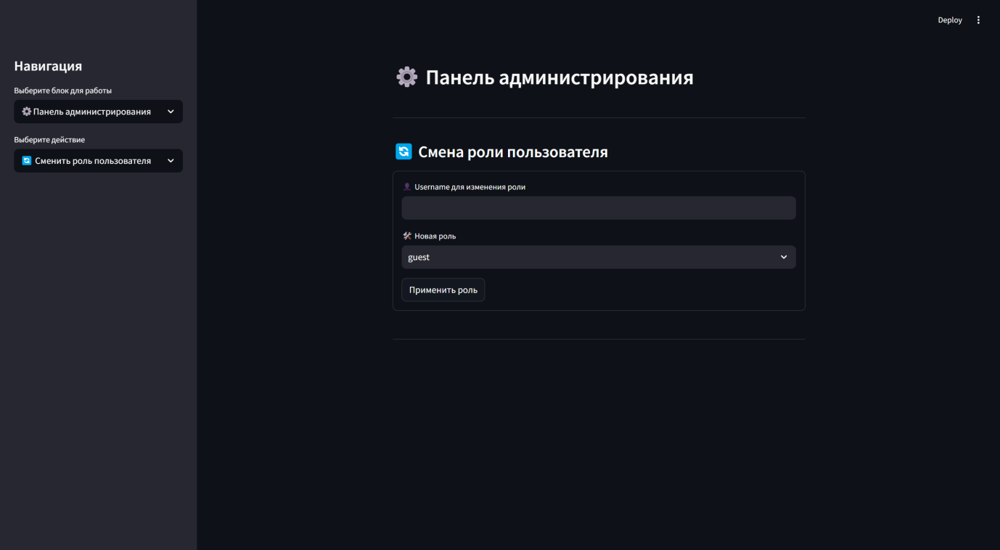 Deploy
Навигация
Выберите блок для работы
Панель администрирования
Выберите действие
Сменить роль пользователя
Панель администрирования
Смена роли пользователя
Username для изменения роли
Новая роль
guest
Применить роль